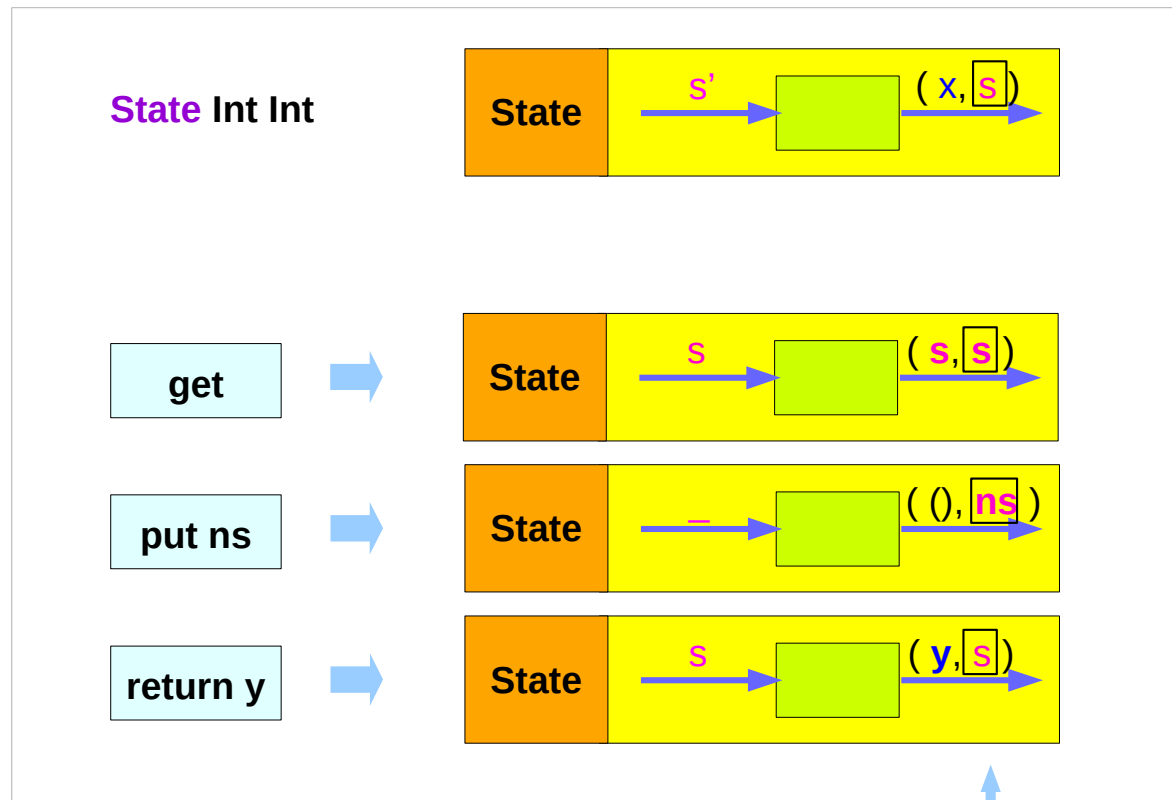 State Int Int
State
s’
( x, s )
get
State
s
( s, s )
put ns
State
_
( (), ns )
return y
State
s
( y, s )